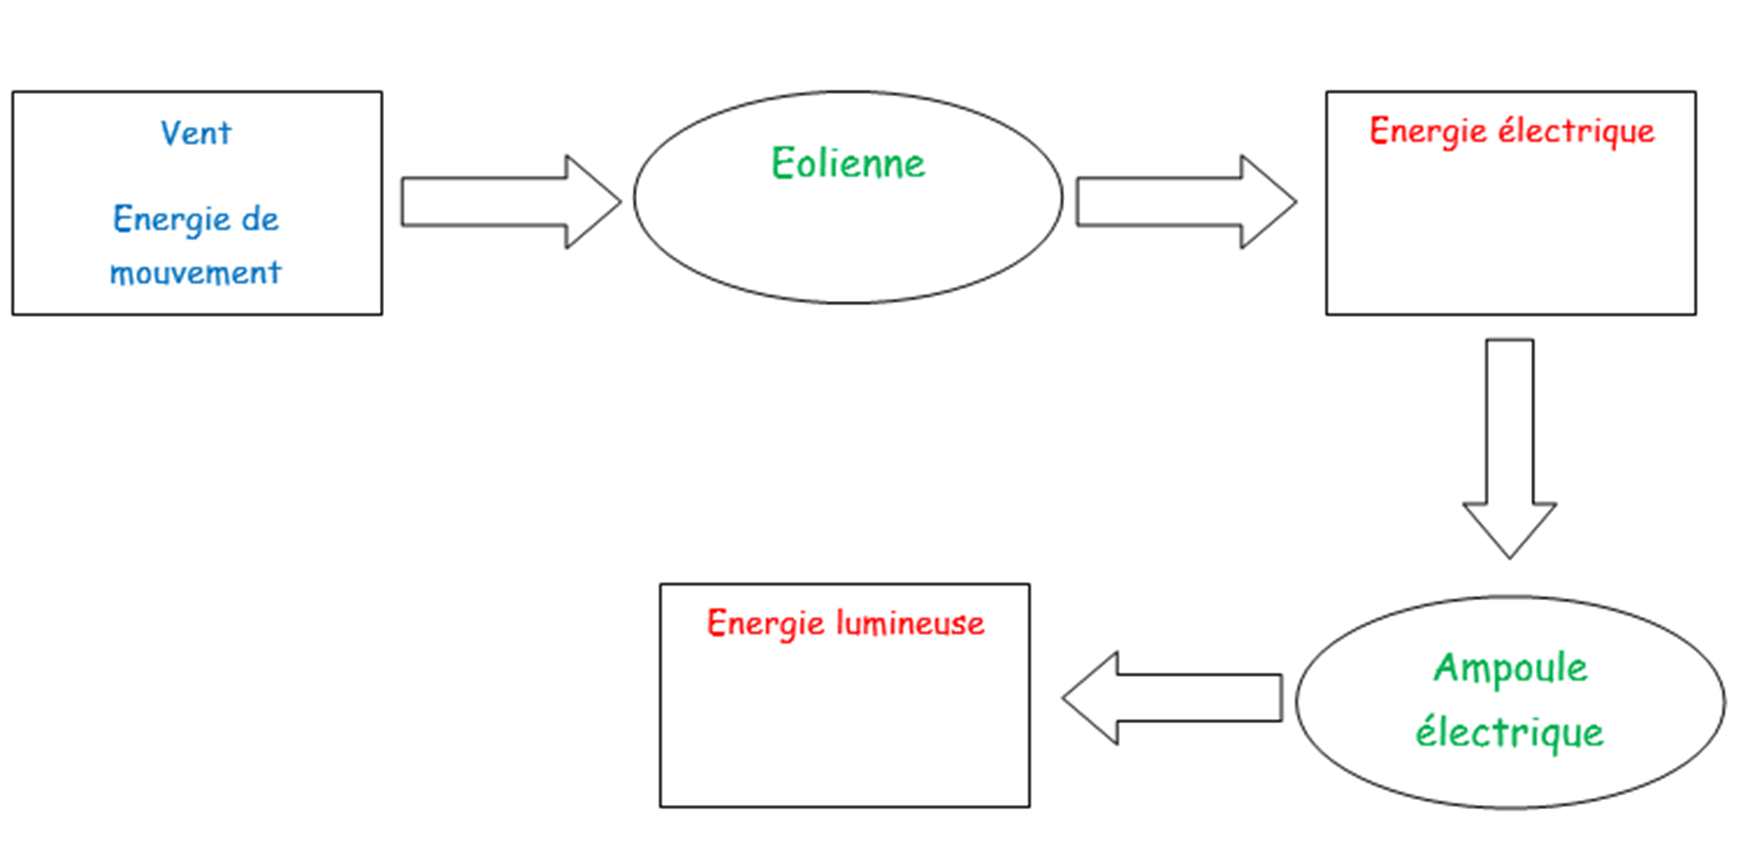 Vent
Energie de
mouvement
Eolienne
Energie électrique
Ampoule
électrique
Energie lumineuse